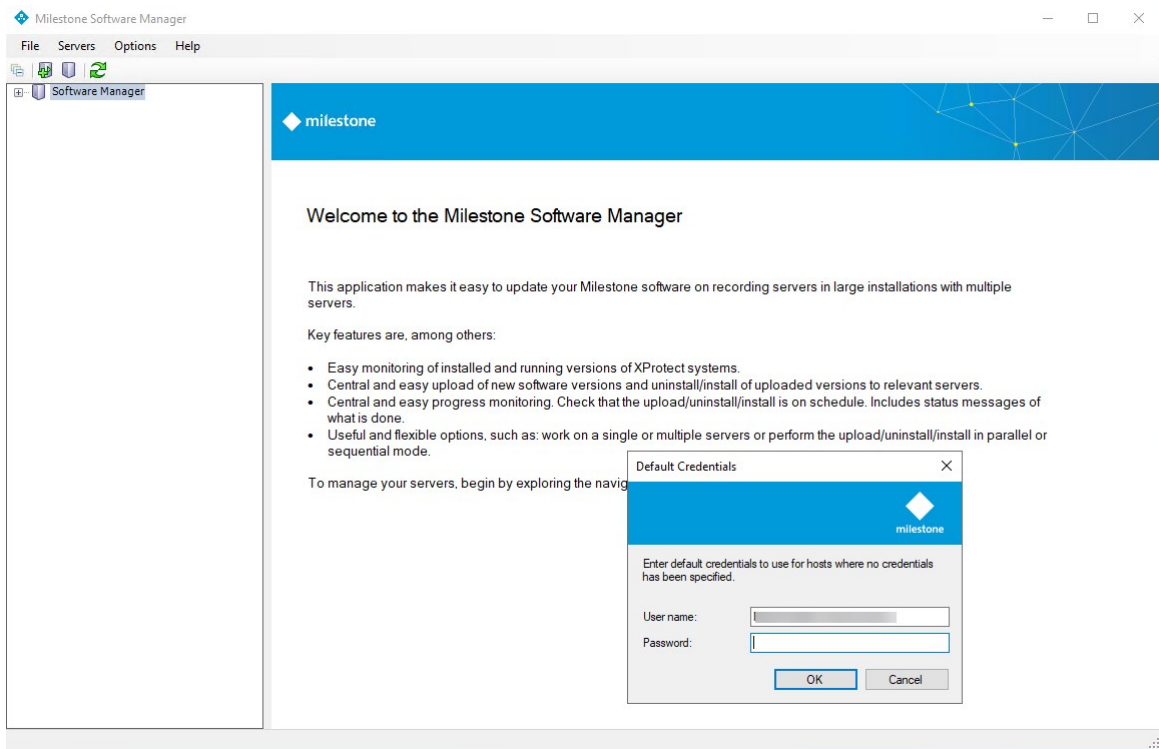 Milestone Software Manager
File Servers Options Help
Software Manager
milestone
Welcome to the Milestone Software Manager
This application makes it easy to update your Milestone software on recording servers in large installations with multiple
servers.
Key features are, among others:
• Easy monitoring of installed and running versions of XProtect systems.
• Central and easy upload of new software versions and uninstall/install of uploaded versions to relevant servers.
• Central and easy progress monitoring. Check that the upload/uninstall/install is on schedule. Includes status messages of
what is done.
• Useful and flexible options, such as: work on a single or multiple servers or perform the upload/uninstall/install in parallel or
sequential mode.
To manage your servers, begin by exploring the navig
Default Credentials
milestone
Enter default credentials to use for hosts where no credentials
has been specified.
User name:
Password:
OK Cancel